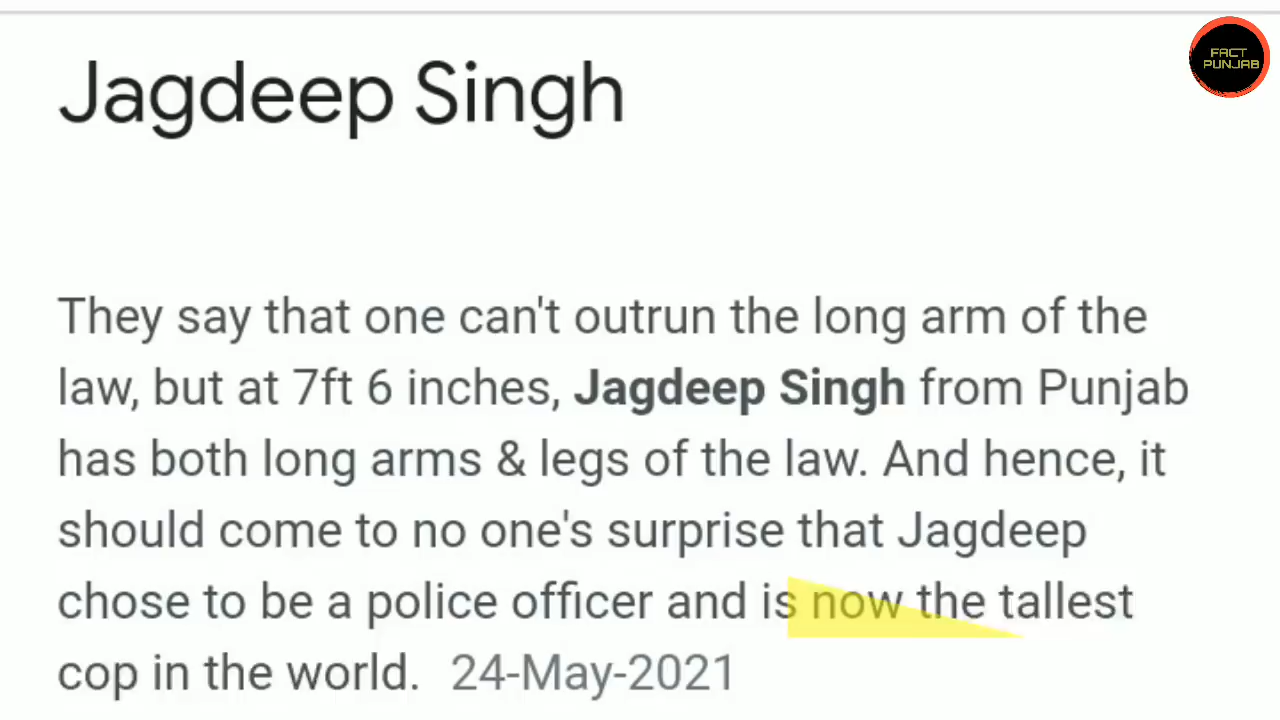 FACT
PUNJAB
Jagdeep Singh
They say that one can't outrun the long arm of the
law, but at 7ft 6 inches, Jagdeep Singh from Punjab
has both long arms & legs of the law. And hence, it
should come to no one's surprise that Jagdeep
chose to be a police officer and is now the tallest
cop in the world. 24-May-2021